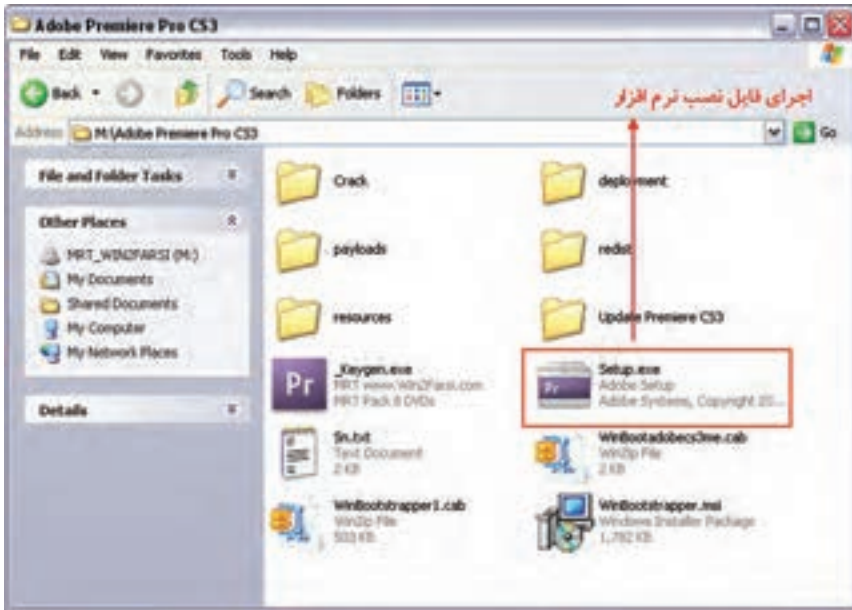 Adobe Premiere Pro CS3
File Edit View Favorites Tools Help
Back Search Folders
اجرای فایل نصب نرم افزار
Address M:\Adobe Premiere Pro CS3 Go
File and Folder Tasks
Other Places
MRT_WIN2FARSI (M:)
My Documents
Shared Documents
My Computer
My Network Places
Details
Crack
deployment
payloads
redist
resources
Update Premiere CS3
_Keygen.exe
MRT www.Win2Farsi.com
MRT Pack 8 DVDs
Setup.exe
Adobe Setup
Adobe Systems, Copyright 20...
Sn.txt
Text Document
2 KB
WinBootadobecs3me.cab
WinZip File
2 KB
WinBootstrapper1.cab
WinZip File
503 KB
WinBootstrapper.msi
Windows Installer Package
1,782 KB